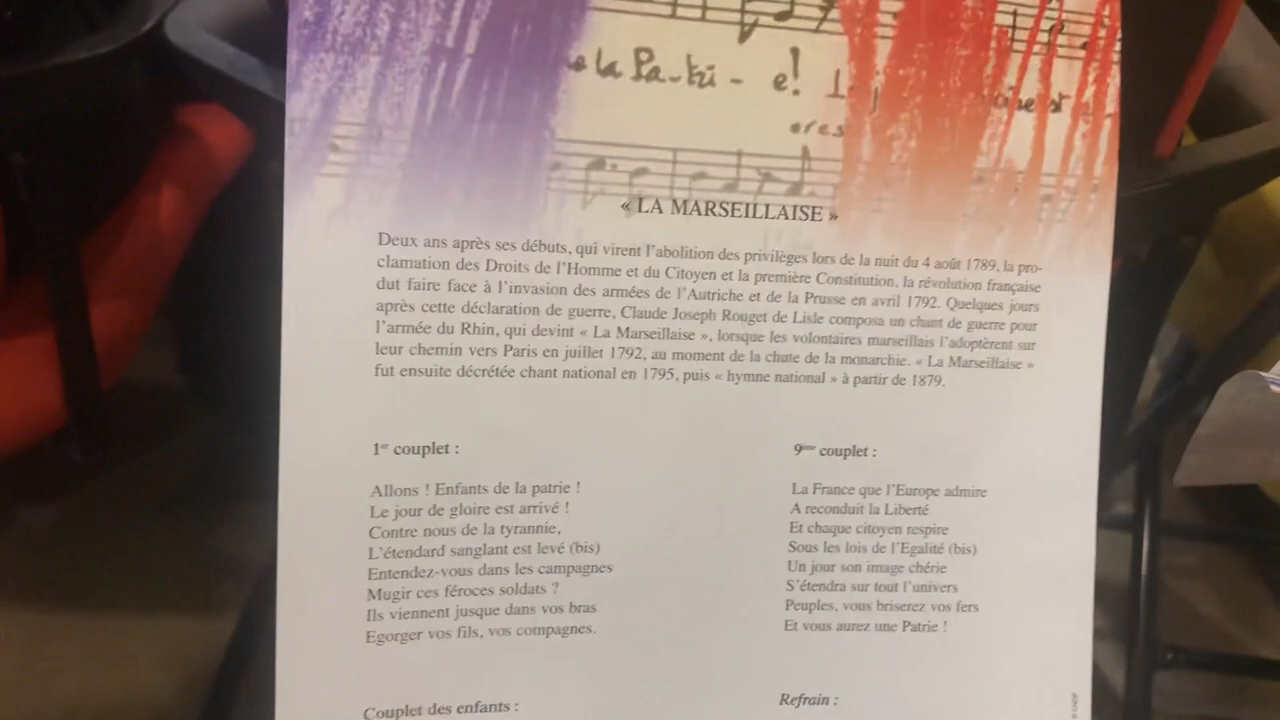 la Pa-tri - e!
« LA MARSEILLAISE »
Deux ans après ses débuts, qui virent l'abolition des privilèges lors de la nuit du 4 août 1789, la pro-
clamation des Droits de l'Homme et du Citoyen et la première Constitution, la révolution française
dut faire face à l'invasion des armées de l'Autriche et de la Prusse en avril 1792. Quelques jours
après cette déclaration de guerre, Claude Joseph Rouget de Lisle composa un chant de guerre pour
l'armée du Rhin, qui devint « La Marseillaise », lorsque les volontaires marseillais l'adoptèrent sur
leur chemin vers Paris en juillet 1792, au moment de la chute de la monarchie. « La Marseillaise »
fut ensuite décrétée chant national en 1795, puis « hymne national » à partir de 1879.
1er couplet :
Allons ! Enfants de la patrie !
Le jour de gloire est arrivé !
Contre nous de la tyrannie,
L'étendard sanglant est levé (bis)
Entendez-vous dans les campagnes
Mugir ces féroces soldats ?
Ils viennent jusque dans vos bras
Egorger vos fils, vos compagnes.
Couplet des enfants :
9ème couplet :
La France que l'Europe admire
A reconduit la Liberté
Et chaque citoyen respire
Sous les lois de l'Egalité (bis)
Un jour son image chérie
S'étendra sur tout l'univers
Peuples, vous briserez vos fers
Et vous aurez une Patrie !
Refrain :